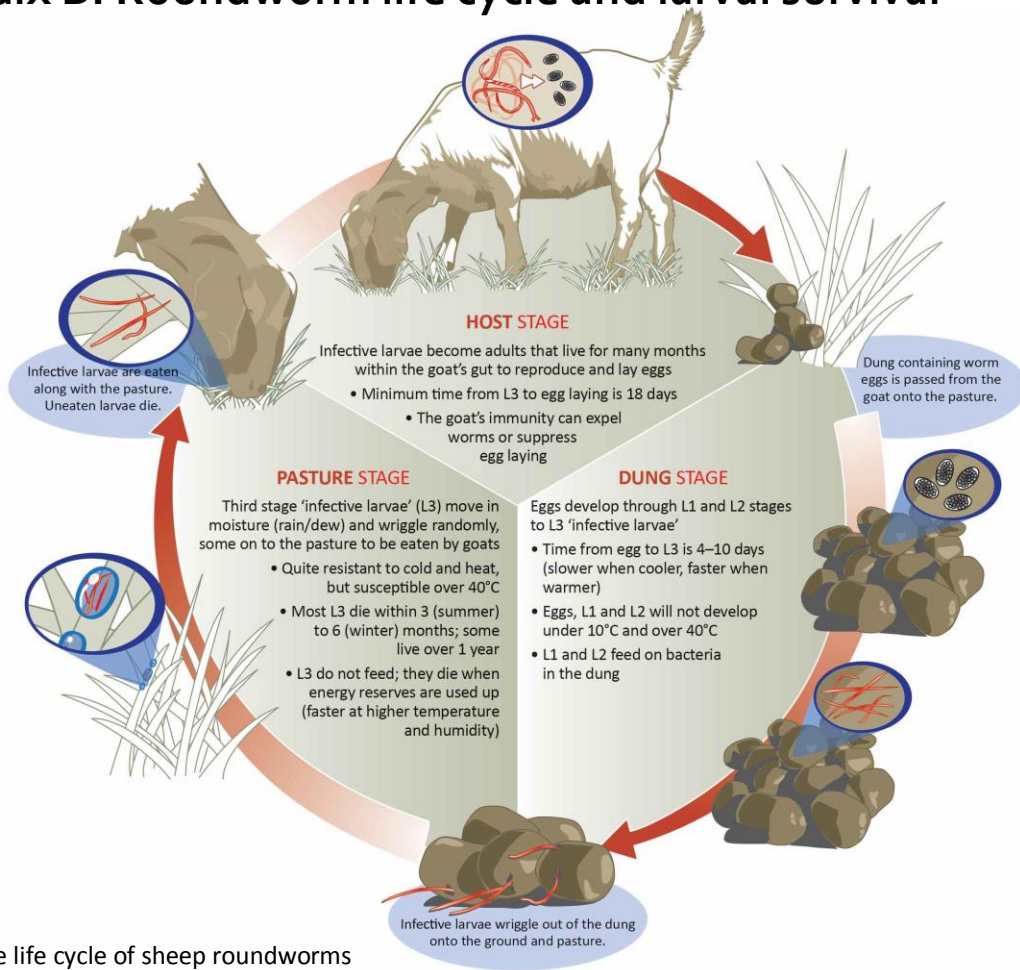 Roundworm life cycle and larval survival
HOST STAGE
Infective larvae become adults that live for many months
within the goat's gut to reproduce and lay eggs
• Minimum time from L3 to egg laying is 18 days
• The goat's immunity can expel
worms or suppress
egg laying
Dung containing worm
eggs is passed from the
goat onto the pasture.
DUNG STAGE
Eggs develop through L1 and L2 stages
to L3 'infective larvae'
• Time from egg to L3 is 4–10 days
(slower when cooler, faster when
warmer)
• Eggs, L1 and L2 will not develop
under 10°C and over 40°C
• L1 and L2 feed on bacteria
in the dung
Infective larvae wriggle out of the dung
onto the ground and pasture.
PASTURE STAGE
Third stage 'infective larvae' (L3) move in
moisture (rain/dew) and wriggle randomly,
some on to the pasture to be eaten by goats
• Quite resistant to cold and heat,
but susceptible over 40°C
• Most L3 die within 3 (summer)
to 6 (winter) months; some
live over 1 year
• L3 do not feed; they die when
energy reserves are used up
(faster at higher temperature
and humidity)
Infective larvae are eaten
along with the pasture.
Uneaten larvae die.
life cycle of sheep roundworms